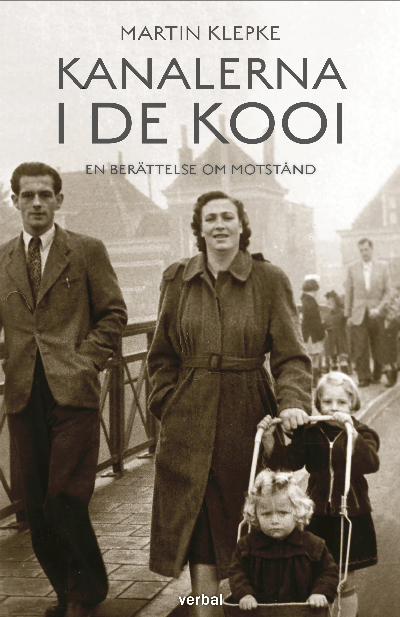 MARTIN KLEPKE
KANALERNA
I DE KOOI
EN BERÄTTELSE OM MOTSTÅND
verbal